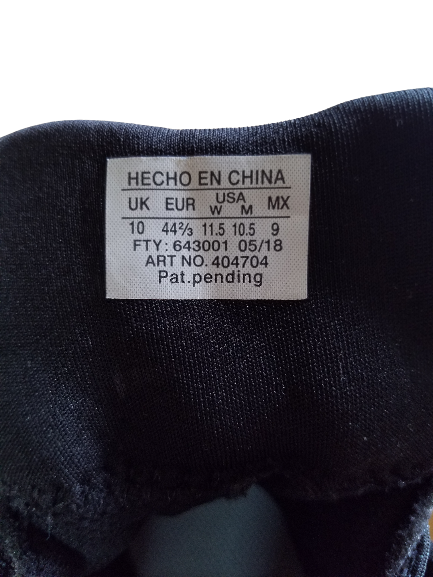 HECHO EN CHINA
UK EUR USA W M MX
10 44⅔ 11.5 10.5 9
FTY: 643001 05/18
ART NO. 404704
Pat.pending